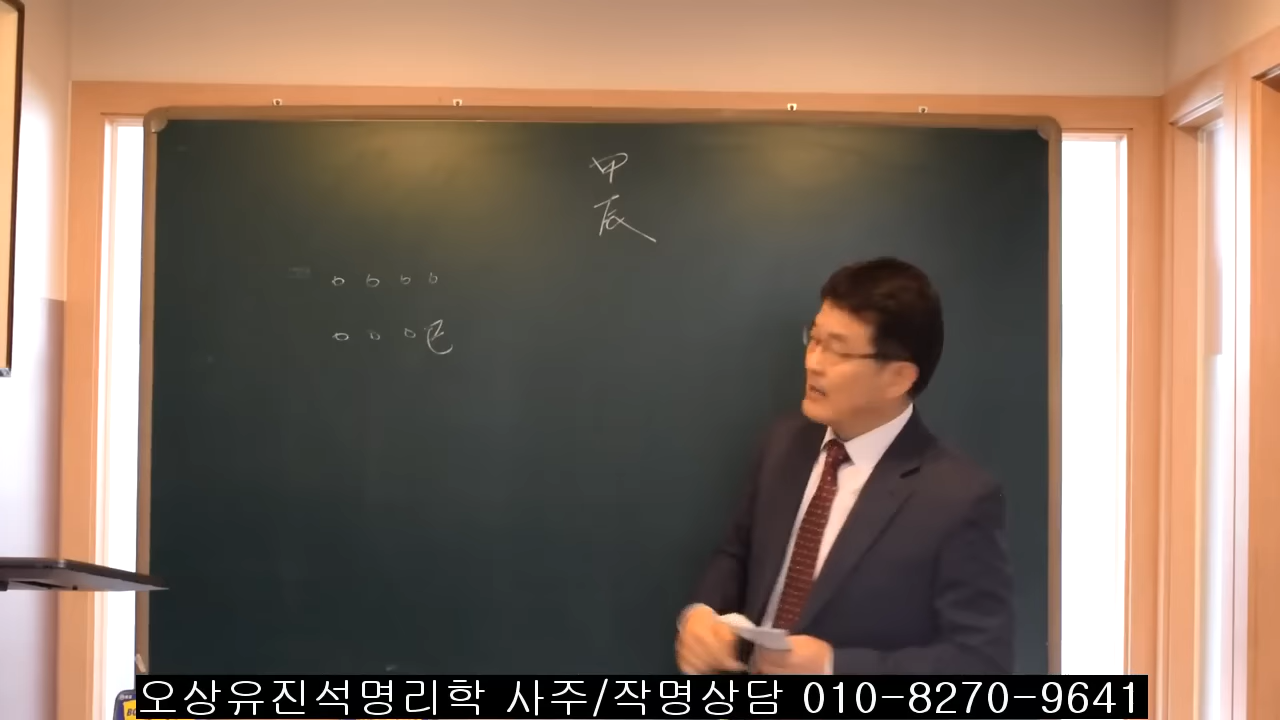 甲
辰
o o o o
o o o 巳
오상유진석명리학 사주/작명상담 010-8270-9641